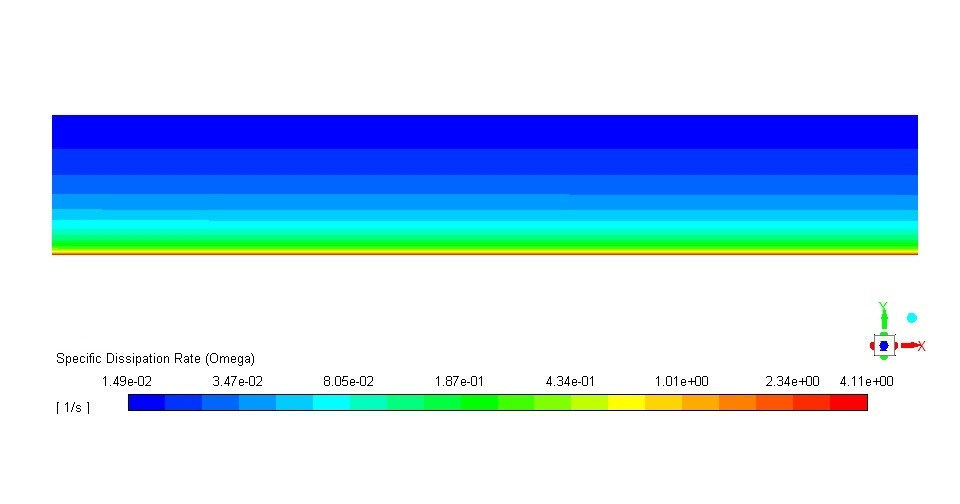 Y
X
Specific Dissipation Rate (Omega)
1.49e-02 3.47e-02 8.05e-02 1.87e-01 4.34e-01 1.01e+00 2.34e+00 4.11e+00
[ 1/s ]